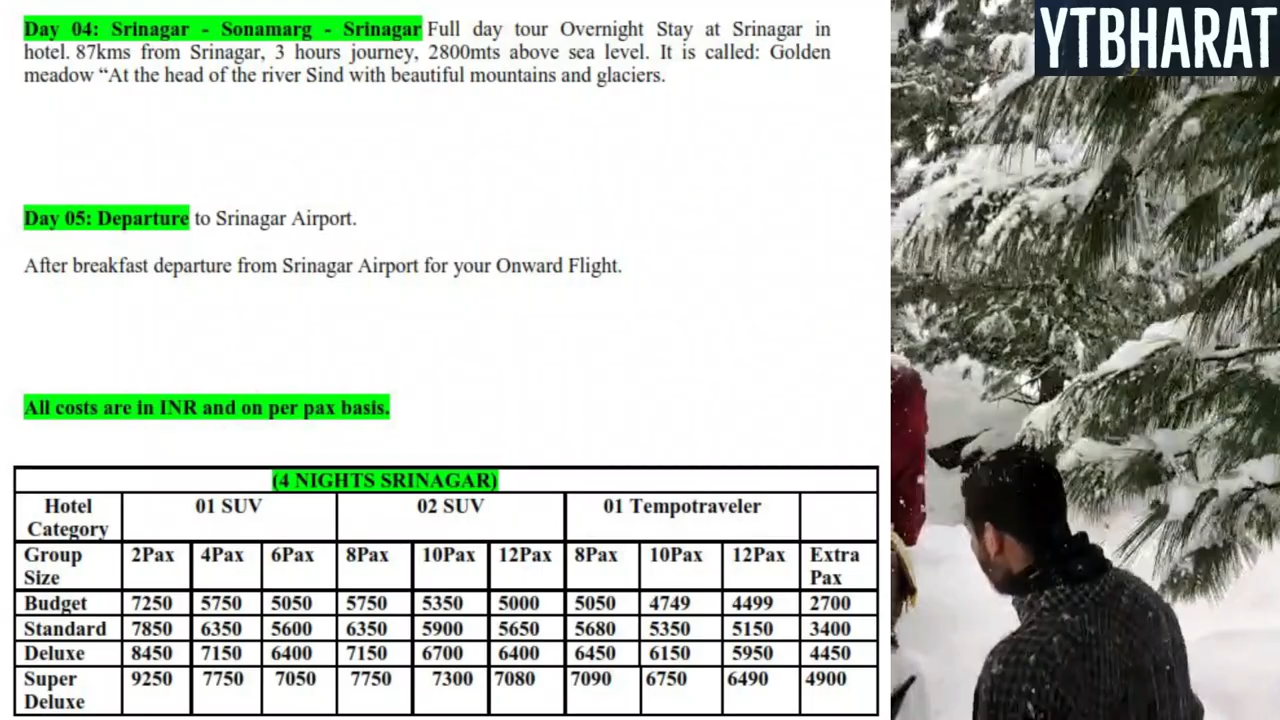 YTBHARAT
Day 04: Srinagar - Sonamarg - Srinagar Full day tour Overnight Stay at Srinagar in
hotel. 87kms from Srinagar, 3 hours journey, 2800mts above sea level. It is called: Golden
meadow “At the head of the river Sind with beautiful mountains and glaciers.
Day 05: Departure to Srinagar Airport.
After breakfast departure from Srinagar Airport for your Onward Flight.
All costs are in INR and on per pax basis.
(4 NIGHTS SRINAGAR)
Hotel Category 01 SUV 02 SUV 01 Tempotraveler
Group Size 2Pax 4Pax 6Pax 8Pax 10Pax 12Pax 8Pax 10Pax 12Pax Extra Pax
Budget 7250 5750 5050 5750 5350 5000 5050 4749 4499 2700
Standard 7850 6350 5600 6350 5900 5650 5680 5350 5150 3400
Deluxe 8450 7150 6400 7150 6700 6400 6450 6150 5950 4450
Super Deluxe 9250 7750 7050 7750 7300 7080 7090 6750 6490 4900